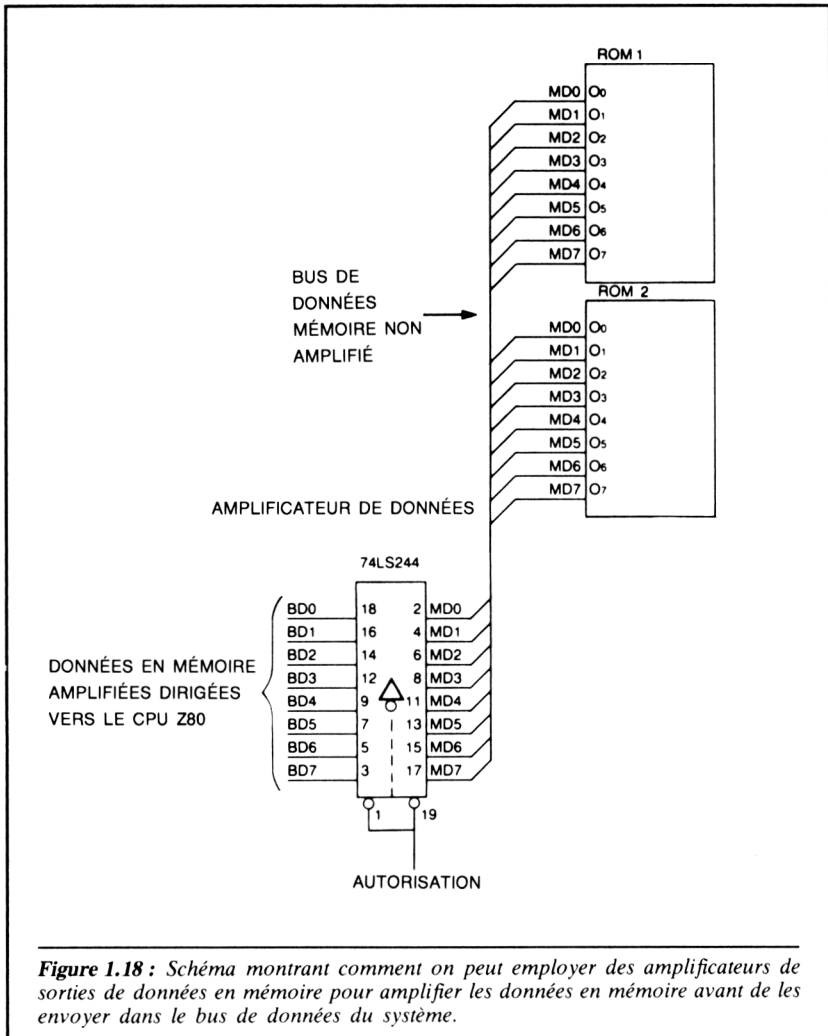 ROM 1
MD0 O0
MD1 O1
MD2 O2
MD3 O3
MD4 O4
MD5 O5
MD6 O6
MD7 O7
BUS DE
DONNÉES
MÉMOIRE NON
AMPLIFIÉ
ROM 2
MD0 O0
MD1 O1
MD2 O2
MD3 O3
MD4 O4
MD5 O5
MD6 O6
MD7 O7
AMPLIFICATEUR DE DONNÉES
74LS244
BD0 18 2 MD0
BD1 16 4 MD1
BD2 14 6 MD2
BD3 12 8 MD3
BD4 9 11 MD4
BD5 7 13 MD5
BD6 5 15 MD6
BD7 3 17 MD7
DONNÉES EN MÉMOIRE
AMPLIFIÉES DIRIGÉES
VERS LE CPU Z80
1 19
AUTORISATION
Figure 1.18 : Schéma montrant comment on peut employer des amplificateurs de
sorties de données en mémoire pour amplifier les données en mémoire avant de les
envoyer dans le bus de données du système.